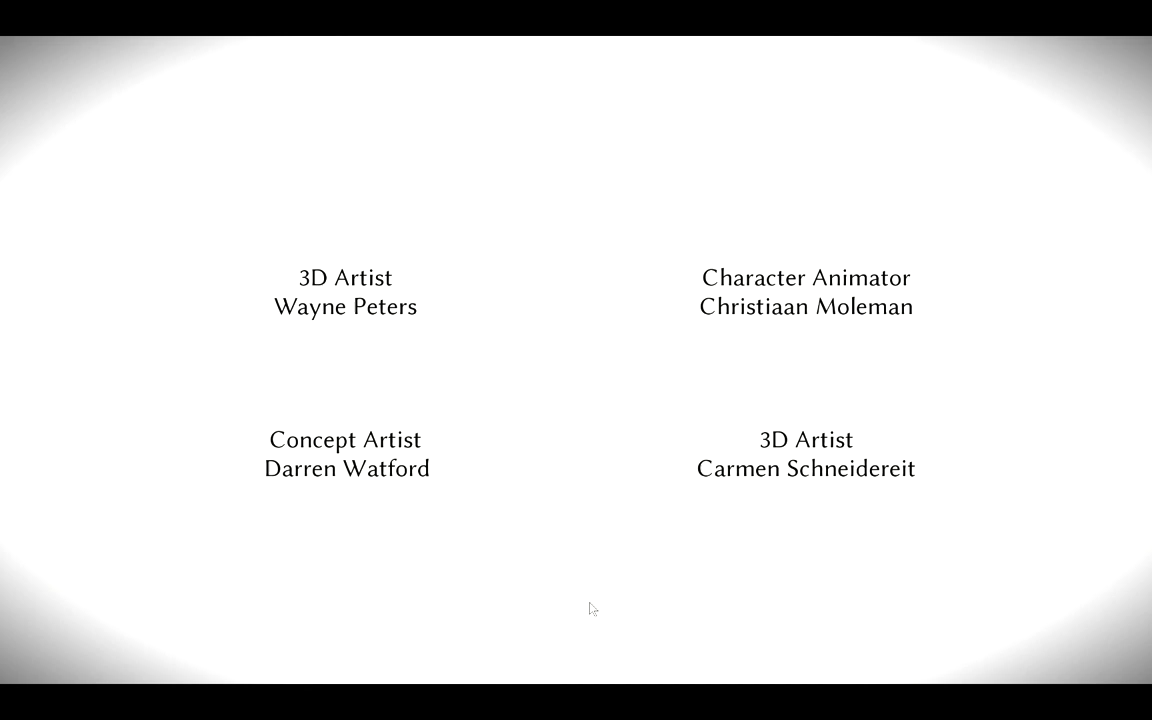 3D Artist
Wayne Peters
Character Animator
Christiaan Moleman
Concept Artist
Darren Watford
3D Artist
Carmen Schneidereit